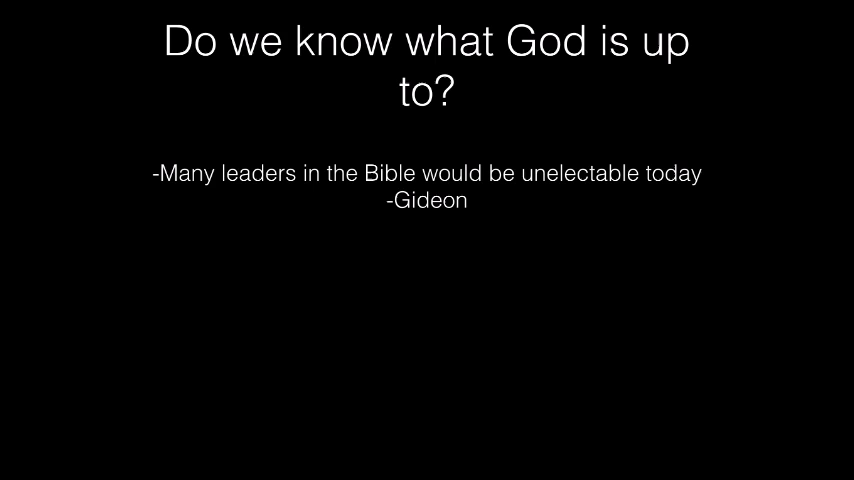 Do we know what God is up
to?
-Many leaders in the Bible would be unelectable today
-Gideon